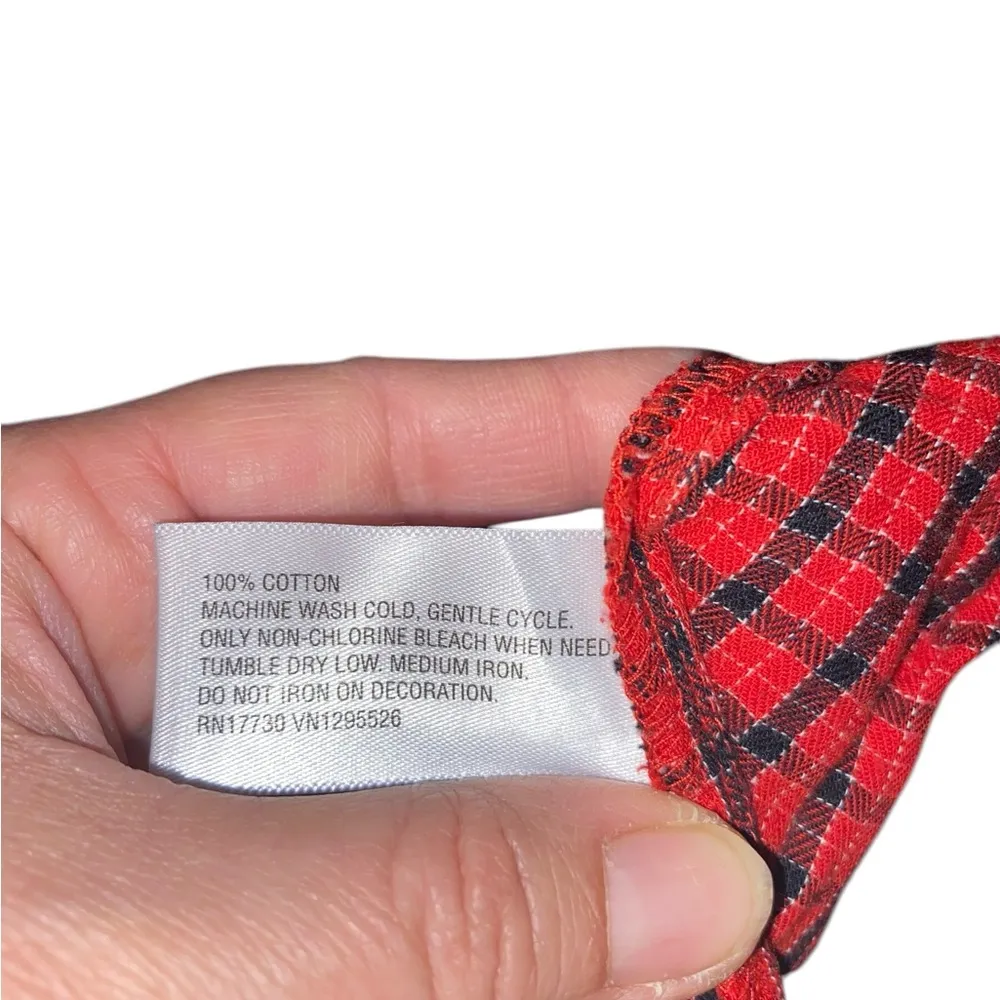 100% COTTON
MACHINE WASH COLD, GENTLE CYCLE.
ONLY NON-CHLORINE BLEACH WHEN NEED
TUMBLE DRY LOW. MEDIUM IRON.
DO NOT IRON ON DECORATION.
RN17730 VN1295526